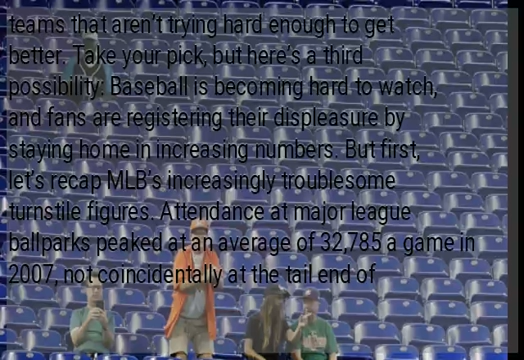 teams that aren't trying hard enough to get
better. Take your pick, but here's a third
possibility: Baseball is becoming hard to watch,
and fans are registering their displeasure by
staying home in increasing numbers. But first,
let's recap MLB's increasingly troublesome
turnstile figures. Attendance at major league
ballparks peaked at an average of 32,785 a game in
2007, not coincidentally at the tail end of